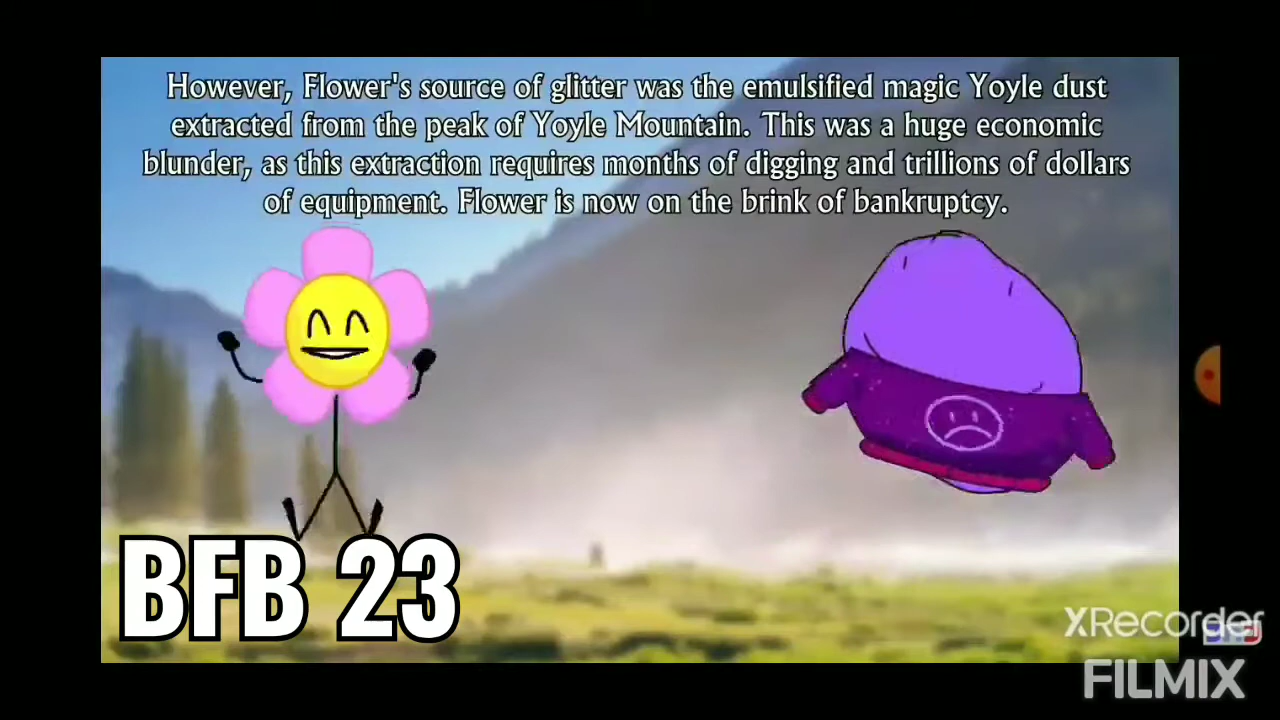 However, Flower's source of glitter was the emulsified magic Yoyle dust
extracted from the peak of Yoyle Mountain. This was a huge economic
blunder, as this extraction requires months of digging and trillions of dollars
of equipment. Flower is now on the brink of bankruptcy.
BFB 23
XRecorder
FILMIX